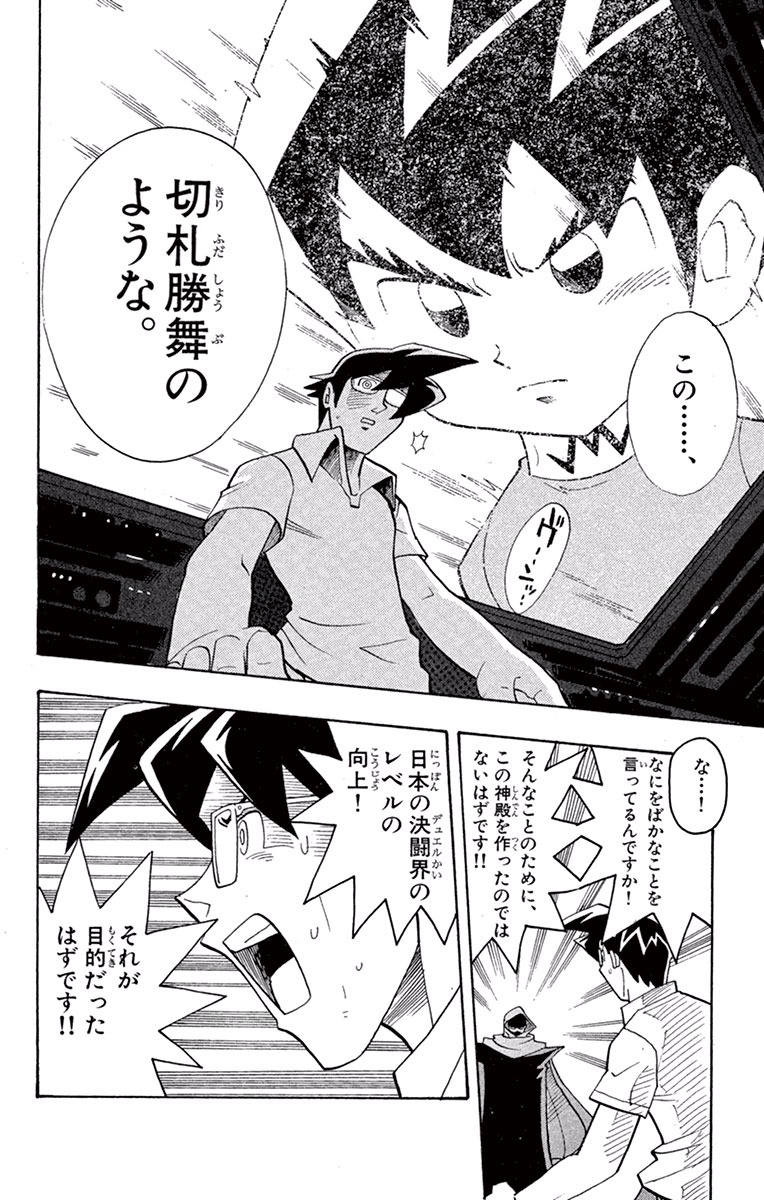 この……、
切札勝舞の
ような。
ヴーン…
な…！
なにをばかなことを
言ってるんですか！
そんなことのために、
この神殿を作ったのでは
ないはずです!!
日本の決闘界の
レベルの
向上！
それが
目的だった
はずです!!